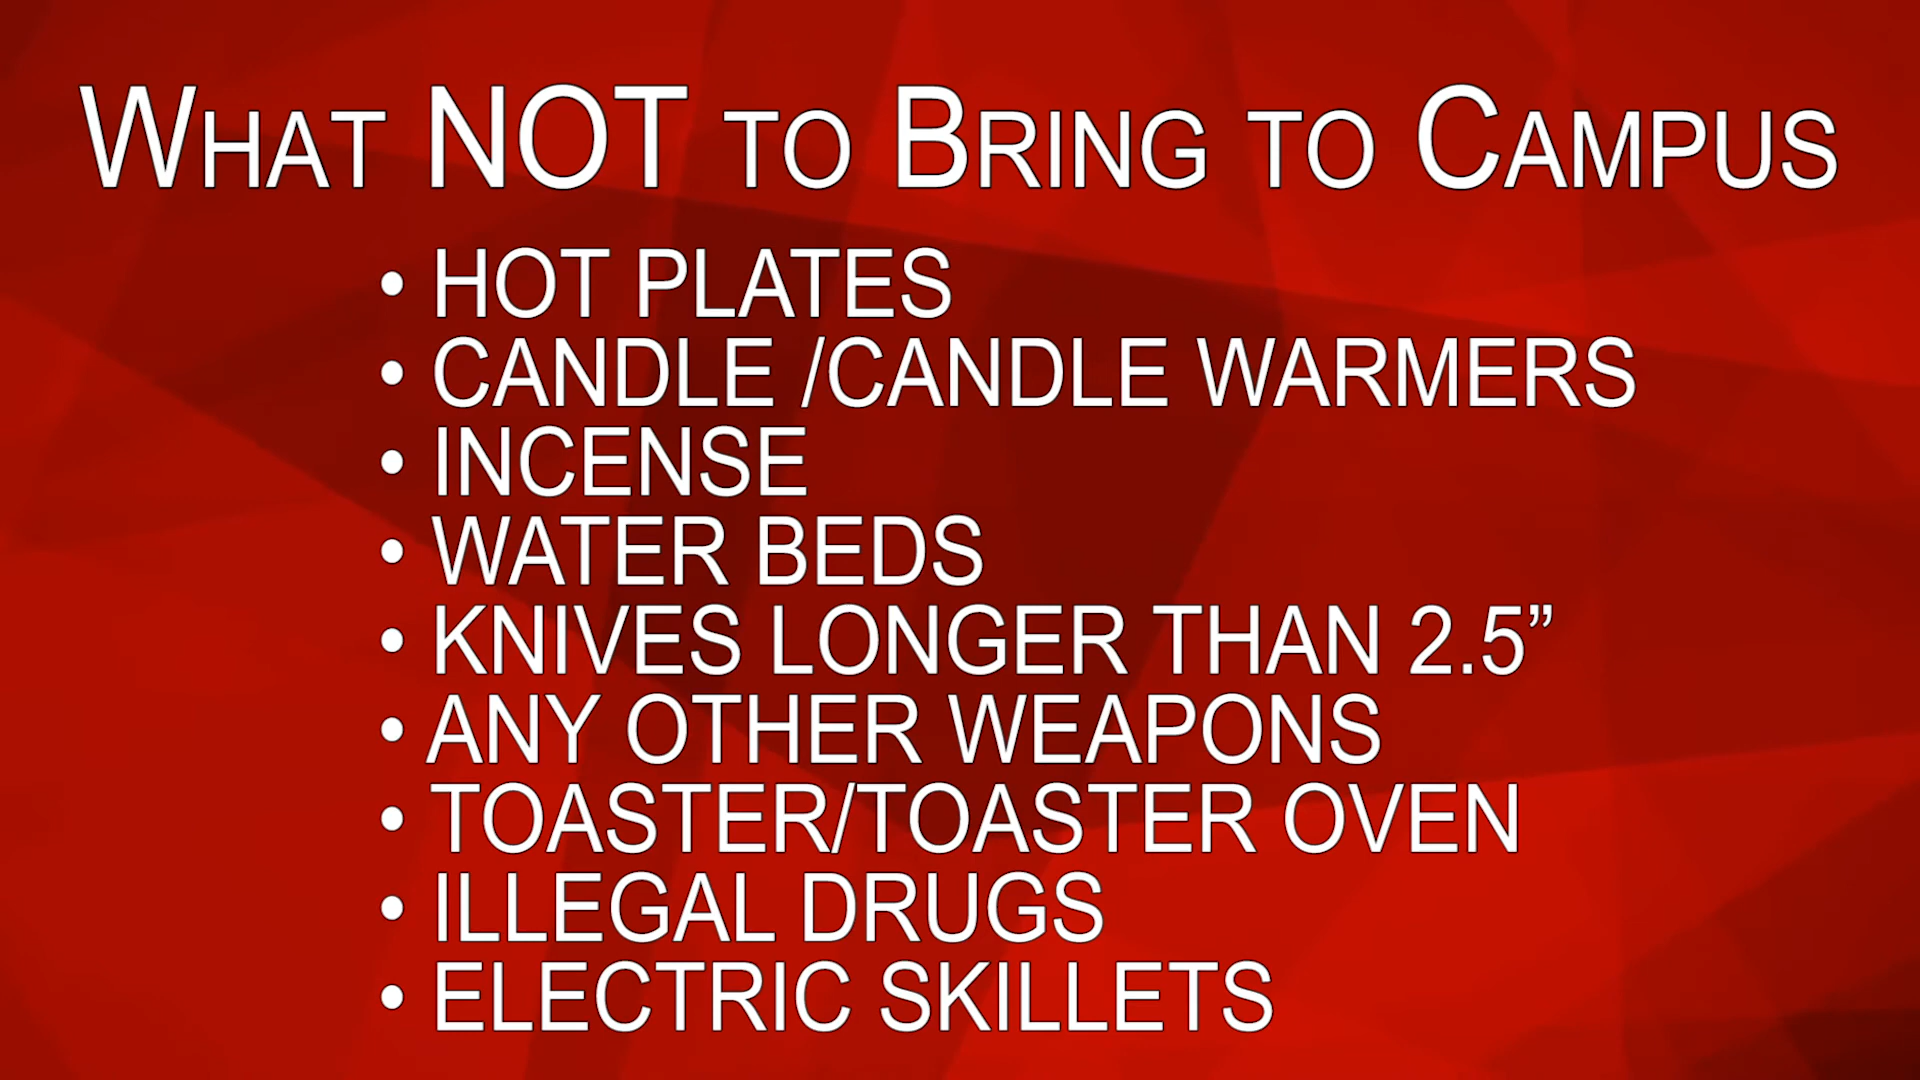 What NOT to Bring to Campus
• HOT PLATES
• CANDLE /CANDLE WARMERS
• INCENSE
• WATER BEDS
• KNIVES LONGER THAN 2.5”
• ANY OTHER WEAPONS
• TOASTER/TOASTER OVEN
• ILLEGAL DRUGS
• ELECTRIC SKILLETS